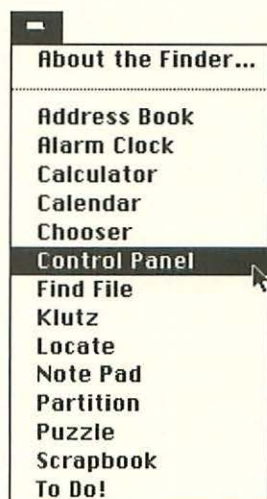 About the Finder...
Address Book
Alarm Clock
Calculator
Calendar
Chooser
Control Panel
Find File
Klutz
Locate
Note Pad
Partition
Puzzle
Scrapbook
To Do!